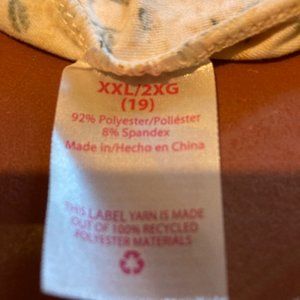 XXL/2XG
(19)
92% Polyester/Poliéster
8% Spandex
Made in/Hecho en China
THIS LABEL YARN IS MADE
OUT OF 100% RECYCLED
POLYESTER MATERIALS